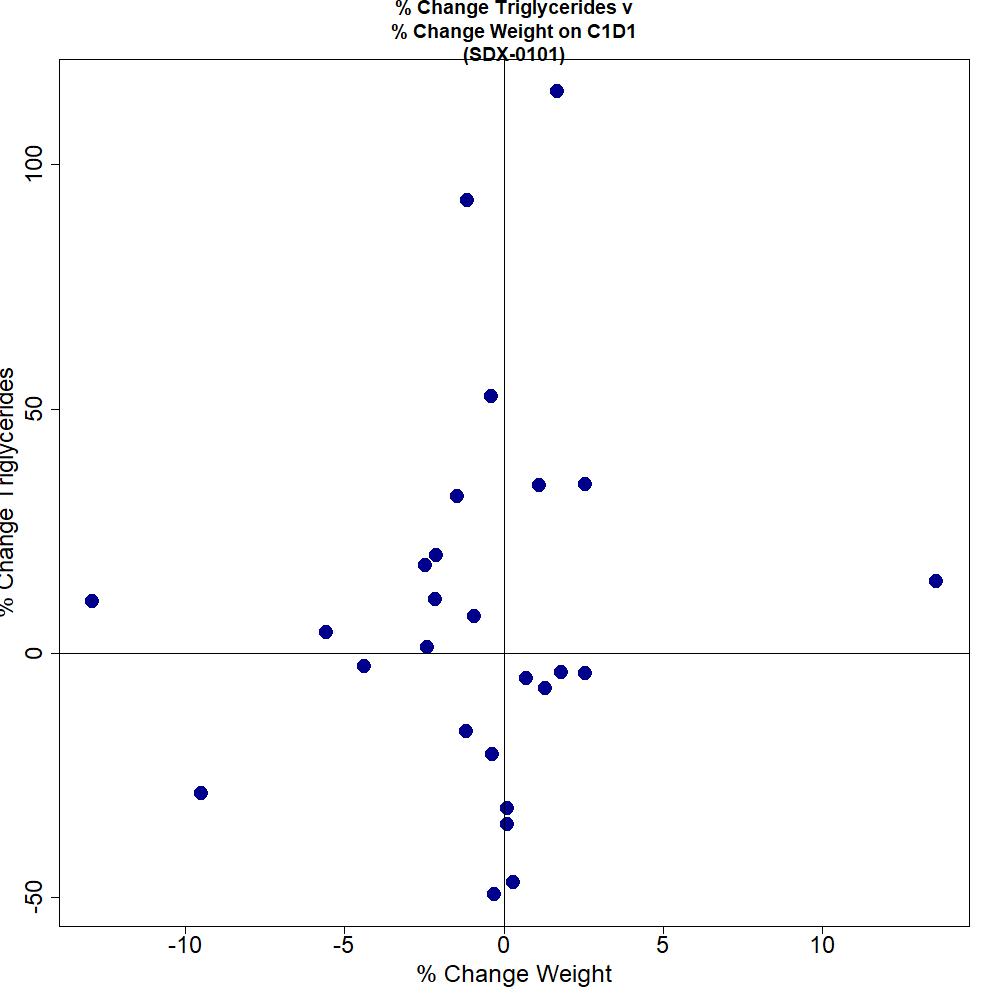 % Change Triglycerides v
% Change Weight on C1D1
(SDX-0101)
% Change Triglycerides
100
50
0
-50
-10
-5
0
5
10
% Change Weight